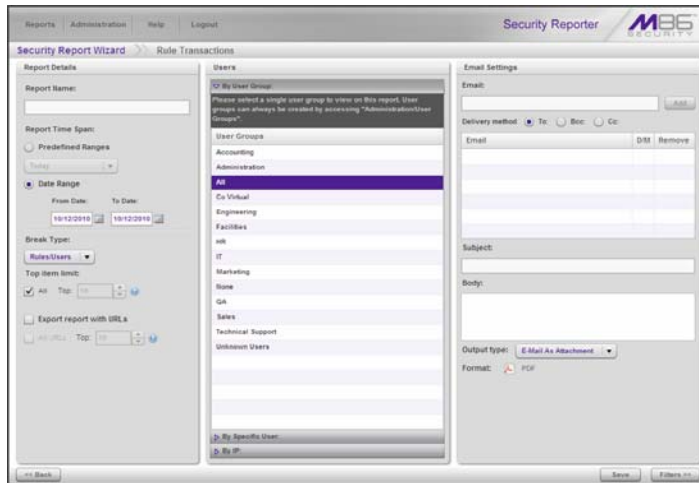 Reports Administration Help Logout
Security Reporter
M86 SECURITY
Security Report Wizard Rule Transactions
Report Details
Report Name:
Report Time Span:
Predefined Ranges
Today
Date Range
From Date: To Date:
10/12/2010 10/12/2010
Break Type:
Rules/Users
Top item limit:
All Top:
Export report with URLs
All URLs Top:
Users
By User Group:
Please select a single user group to view on this report. User
groups can always be created by accessing "Administration/User
Groups".
User Groups
Accounting
Administration
All
Co Virtual
Engineering
Facilities
HR
IT
Marketing
None
QA
Sales
Technical Support
Unknown Users
By Specific User:
By IP:
Email Settings
Email:
Add
Delivery method To: Bcc: Cc:
Email D/M Remove
Subject:
Body:
Output type: E-Mail As Attachment
Format: PDF
<< Back
Save Filters >>